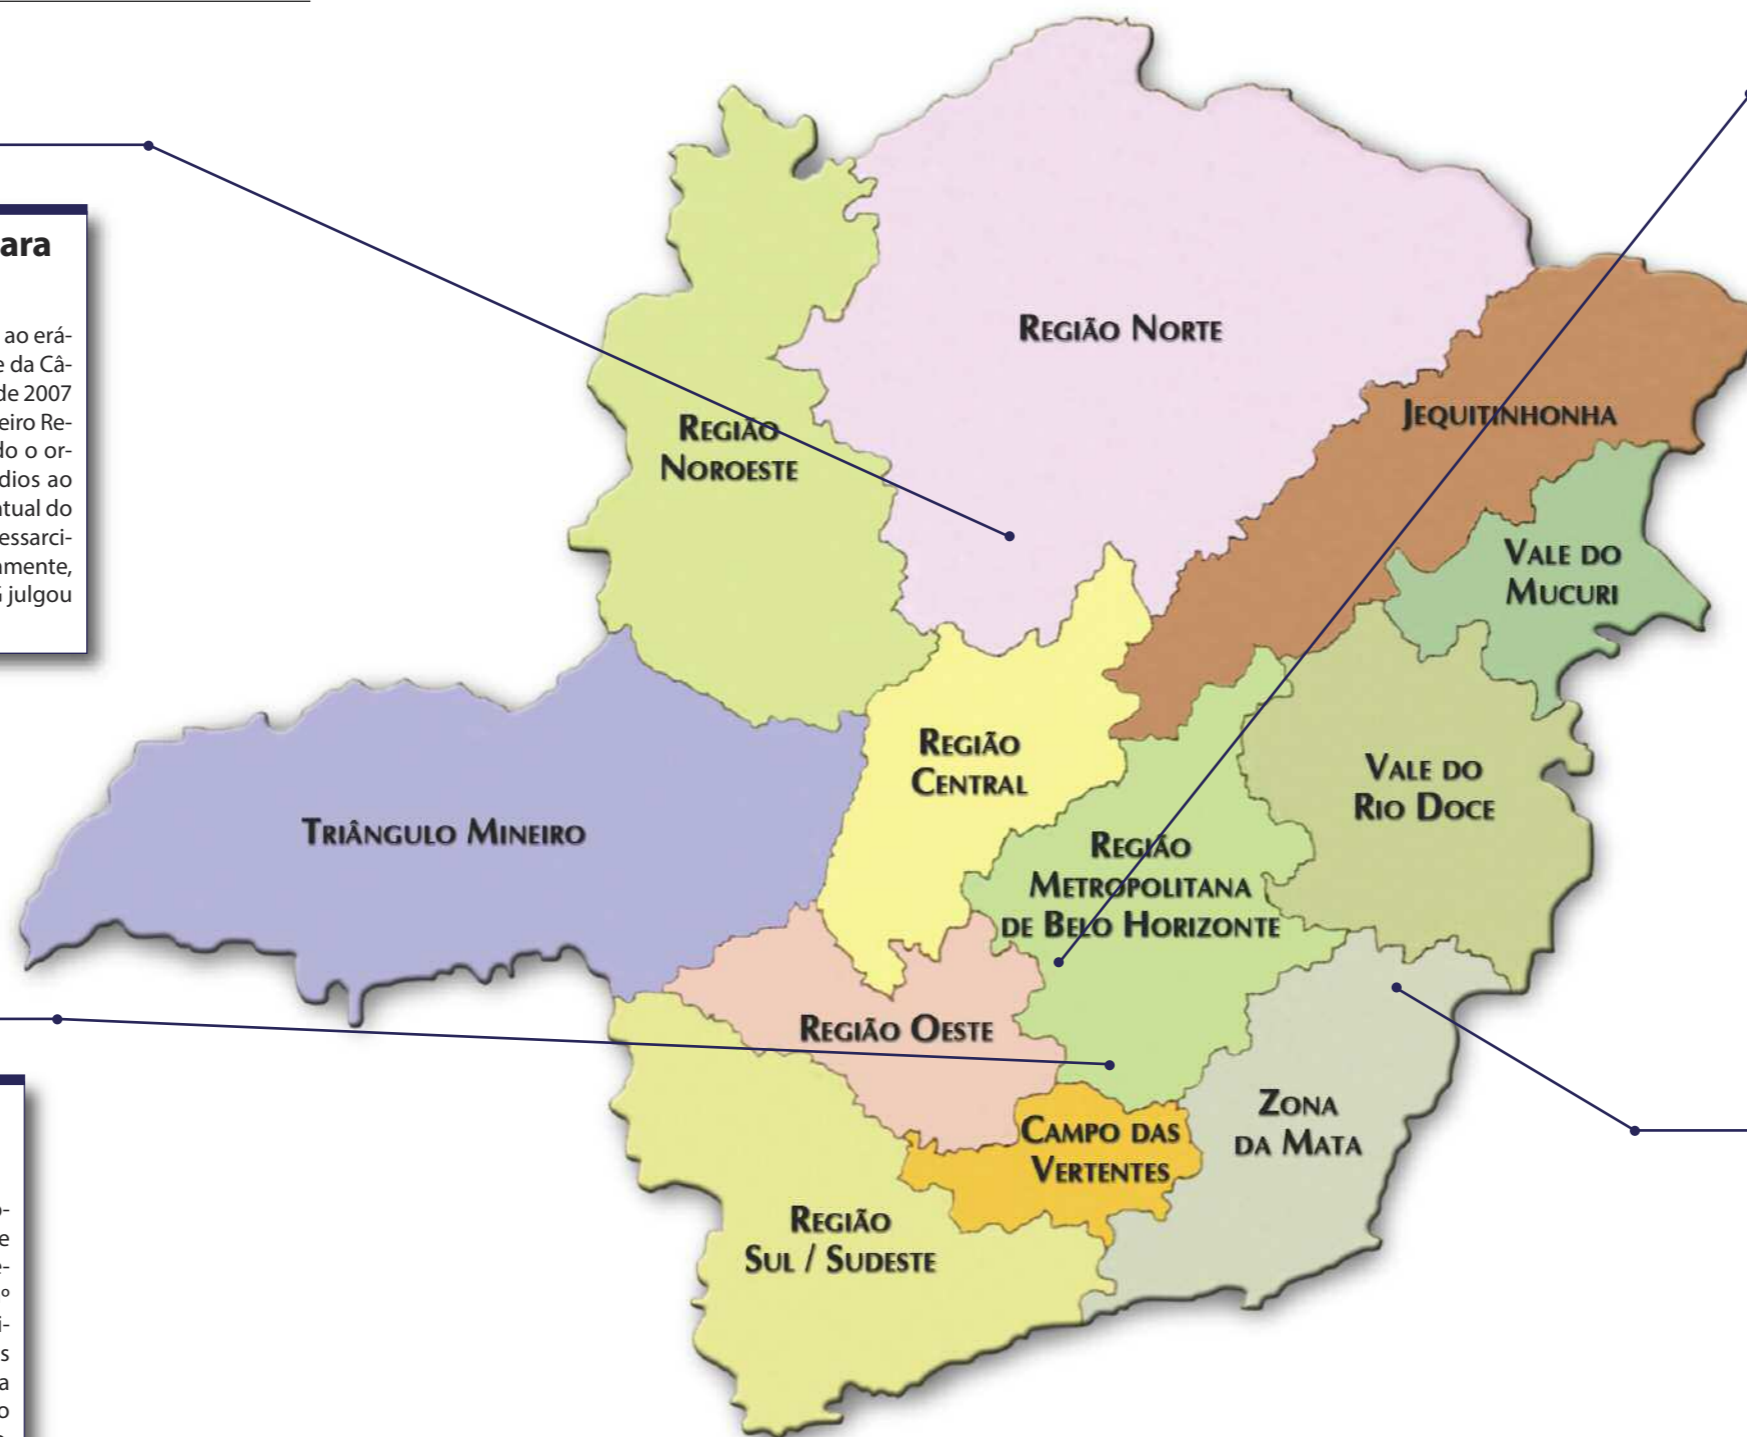 ara
ao erá-
e da Câ-
de 2007
eiro Re-
do o or-
dios ao
ntual do
essarci-
amente,
julgou
Região Norte
Região
Noroeste
Jequitinhonha
Vale do
Mucuri
Região
Central
Triângulo Mineiro
Vale do
Rio Doce
Região
Metropolitana
de Belo Horizonte
Região Oeste
Campo das
Vertentes
Zona
da Mata
Região
Sul / Sudeste
o-
e
e-
º
i-
s
a
o